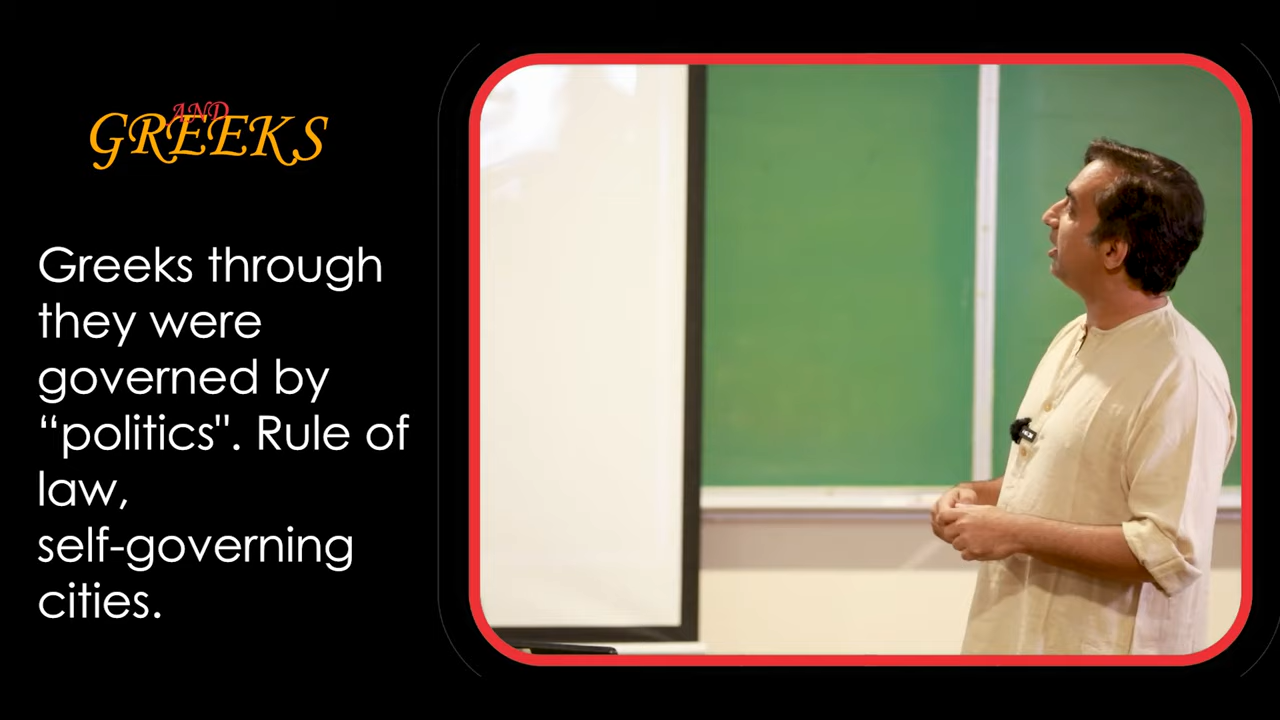 AND
GREEKS
Greeks through
they were
governed by
“politics". Rule of
law,
self-governing
cities.